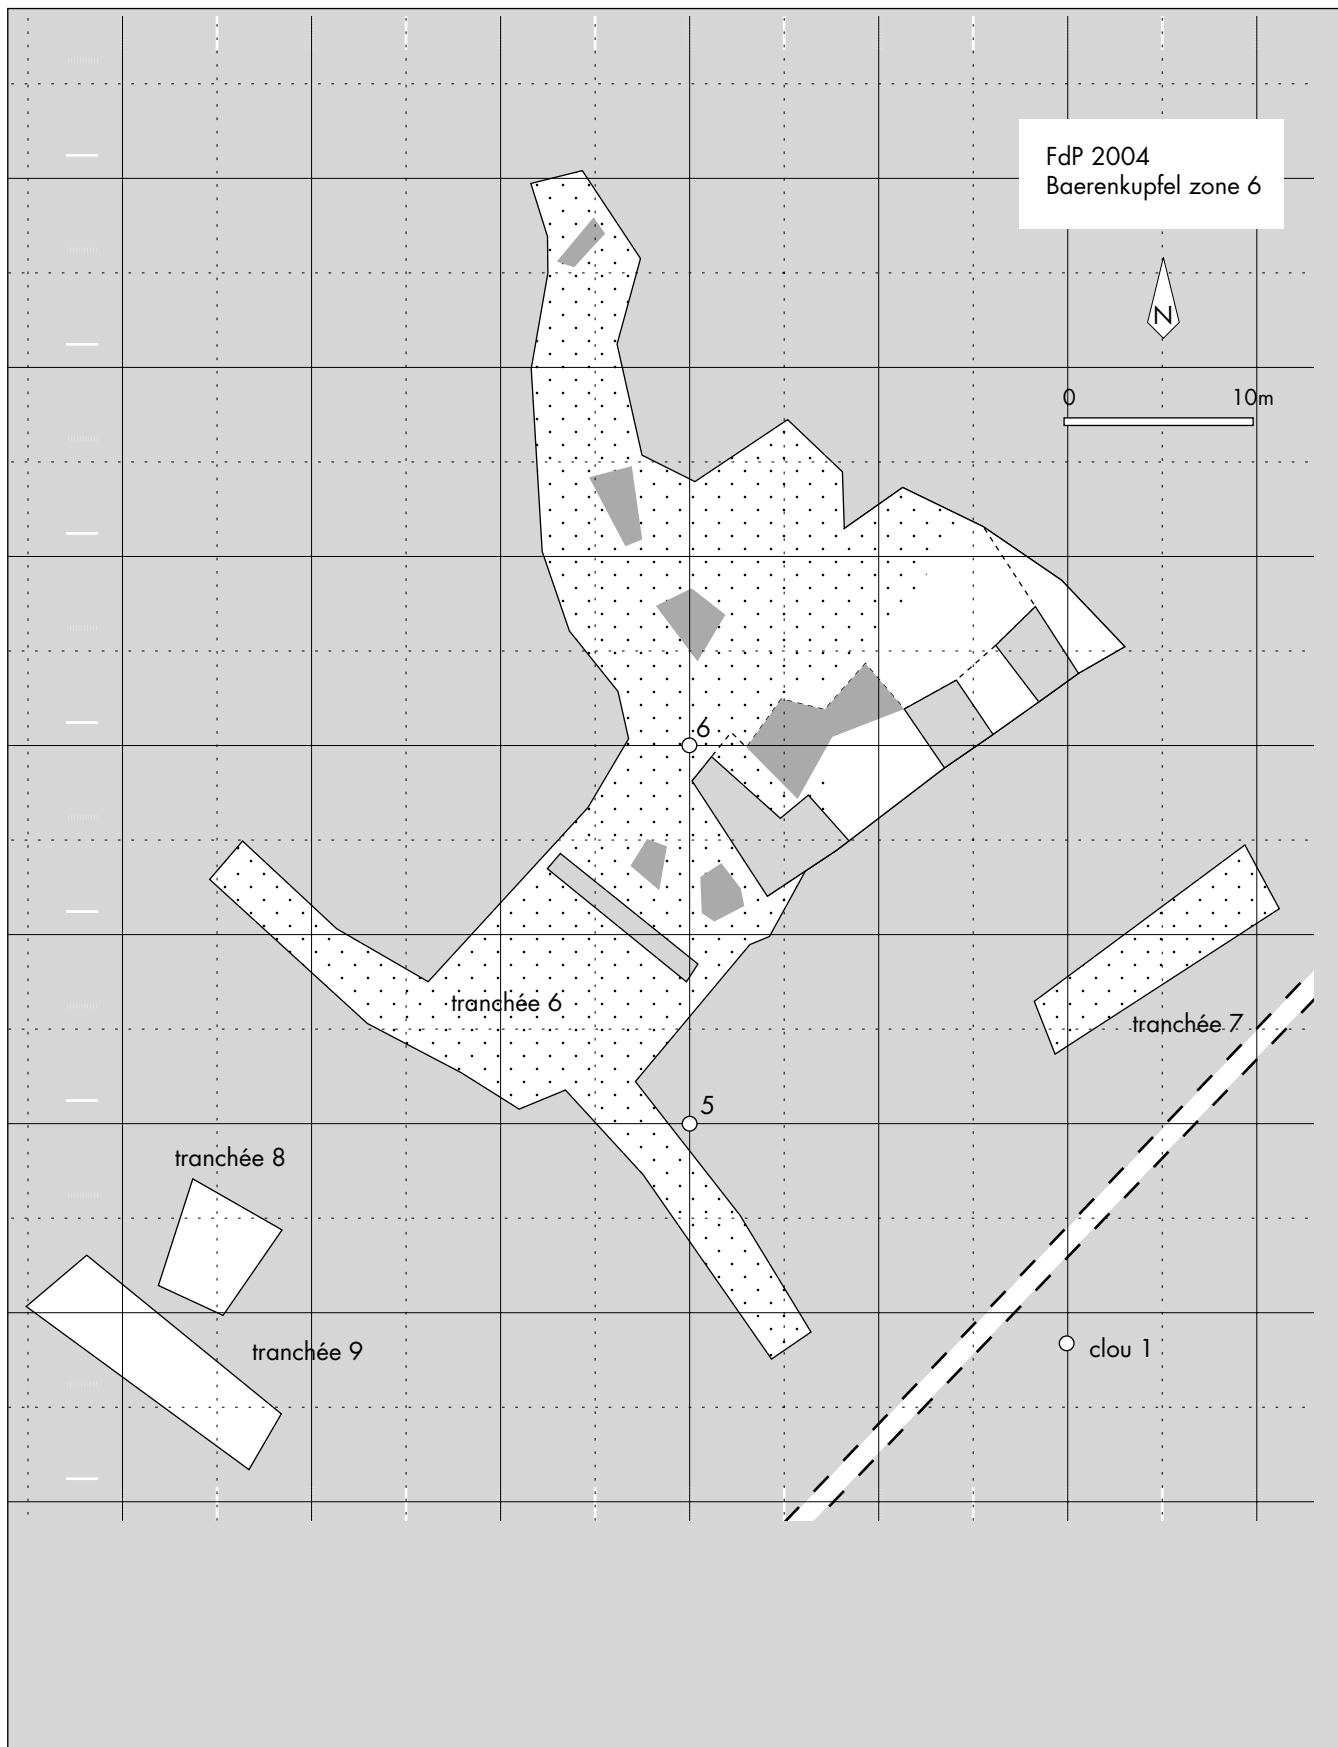 FdP 2004
Baerenkupfel zone 6
N
0 10m
6
tranchée 6
tranchée 7
5
tranchée 8
tranchée 9
clou 1